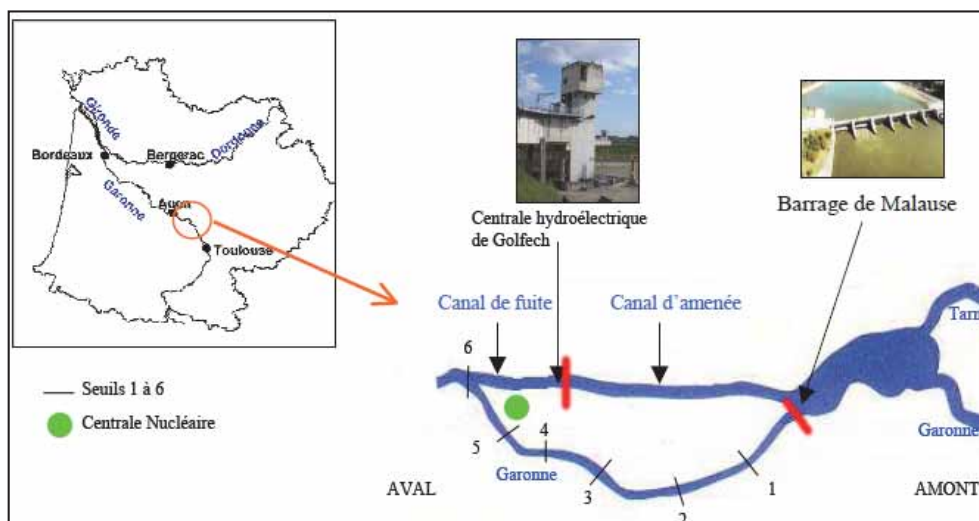 Gironde
Dordogne
Bordeaux
Bergerac
Garonne
Agen
Toulouse
Seuils 1 à 6
Centrale Nucléaire
Centrale hydroélectrique
de Golfech
Barrage de Malause
Canal de fuite
Canal d'amenée
Tarn
6
5
4
Garonne
3
2
1
Garonne
AVAL
AMONT